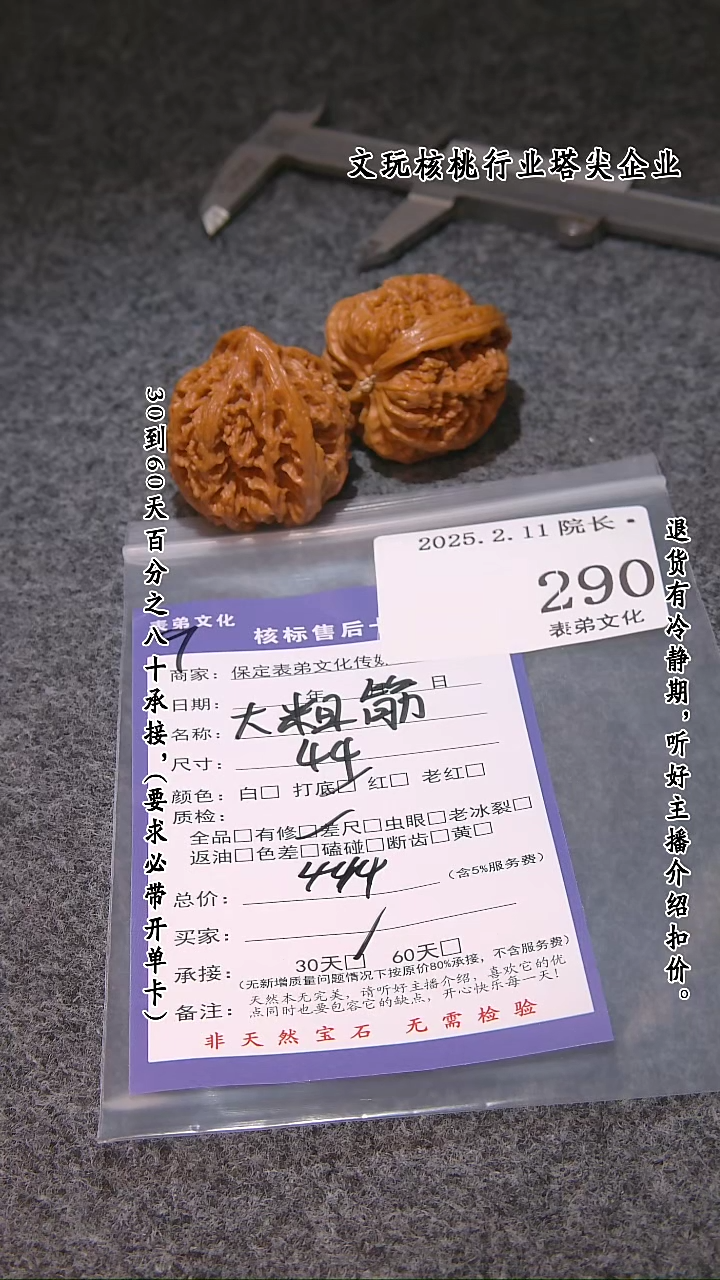 文玩核桃行业塔尖企业
30到60天百分之八十承接，（要求必带开单卡）
退货有冷静期，听好主播介绍扣价。
2025.2.11 院长·
290
表弟文化
表弟文化
核标售后卡
7
商家：保定表弟文化传媒
日期： 年 日
名称：大粗筋
尺寸：44
颜色：白□ 打底□ 红□ 老红□
质检：
全品□有修□差尺□虫眼□老冰裂□
返油□色差□磕碰□断齿□黄□
总价：444（含5%服务费）
买家：
承接：30天□ 60天□
（无新增质量问题情况下按原价80%承接，不含服务费）
备注：天然本无完美，请听好主播介绍，喜欢它的优
点同时也要包容它的缺点，开心快乐每一天！
非天然宝石 无需检验